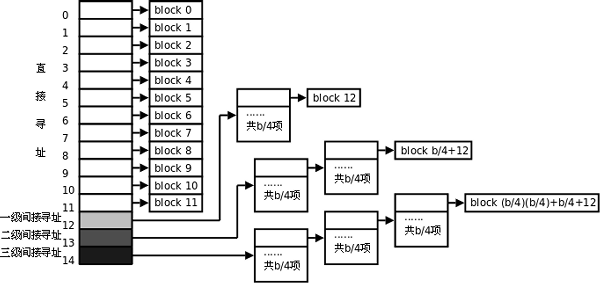 0 block 0
1 block 1
2 block 2
直 3 block 3
4 block 4
接 5 block 5 block 12
6 block 6 ......
寻 7 block 7 共b/4项
址 8 block 8 block b/4+12
9 block 9 ...... 共b/4项
10 block 10 ...... 共b/4项
11 block 11 block (b/4)(b/4)+b/4+12
一级间接寻址 12
二级间接寻址 13 ...... 共b/4项 ...... 共b/4项
三级间接寻址 14 ...... 共b/4项